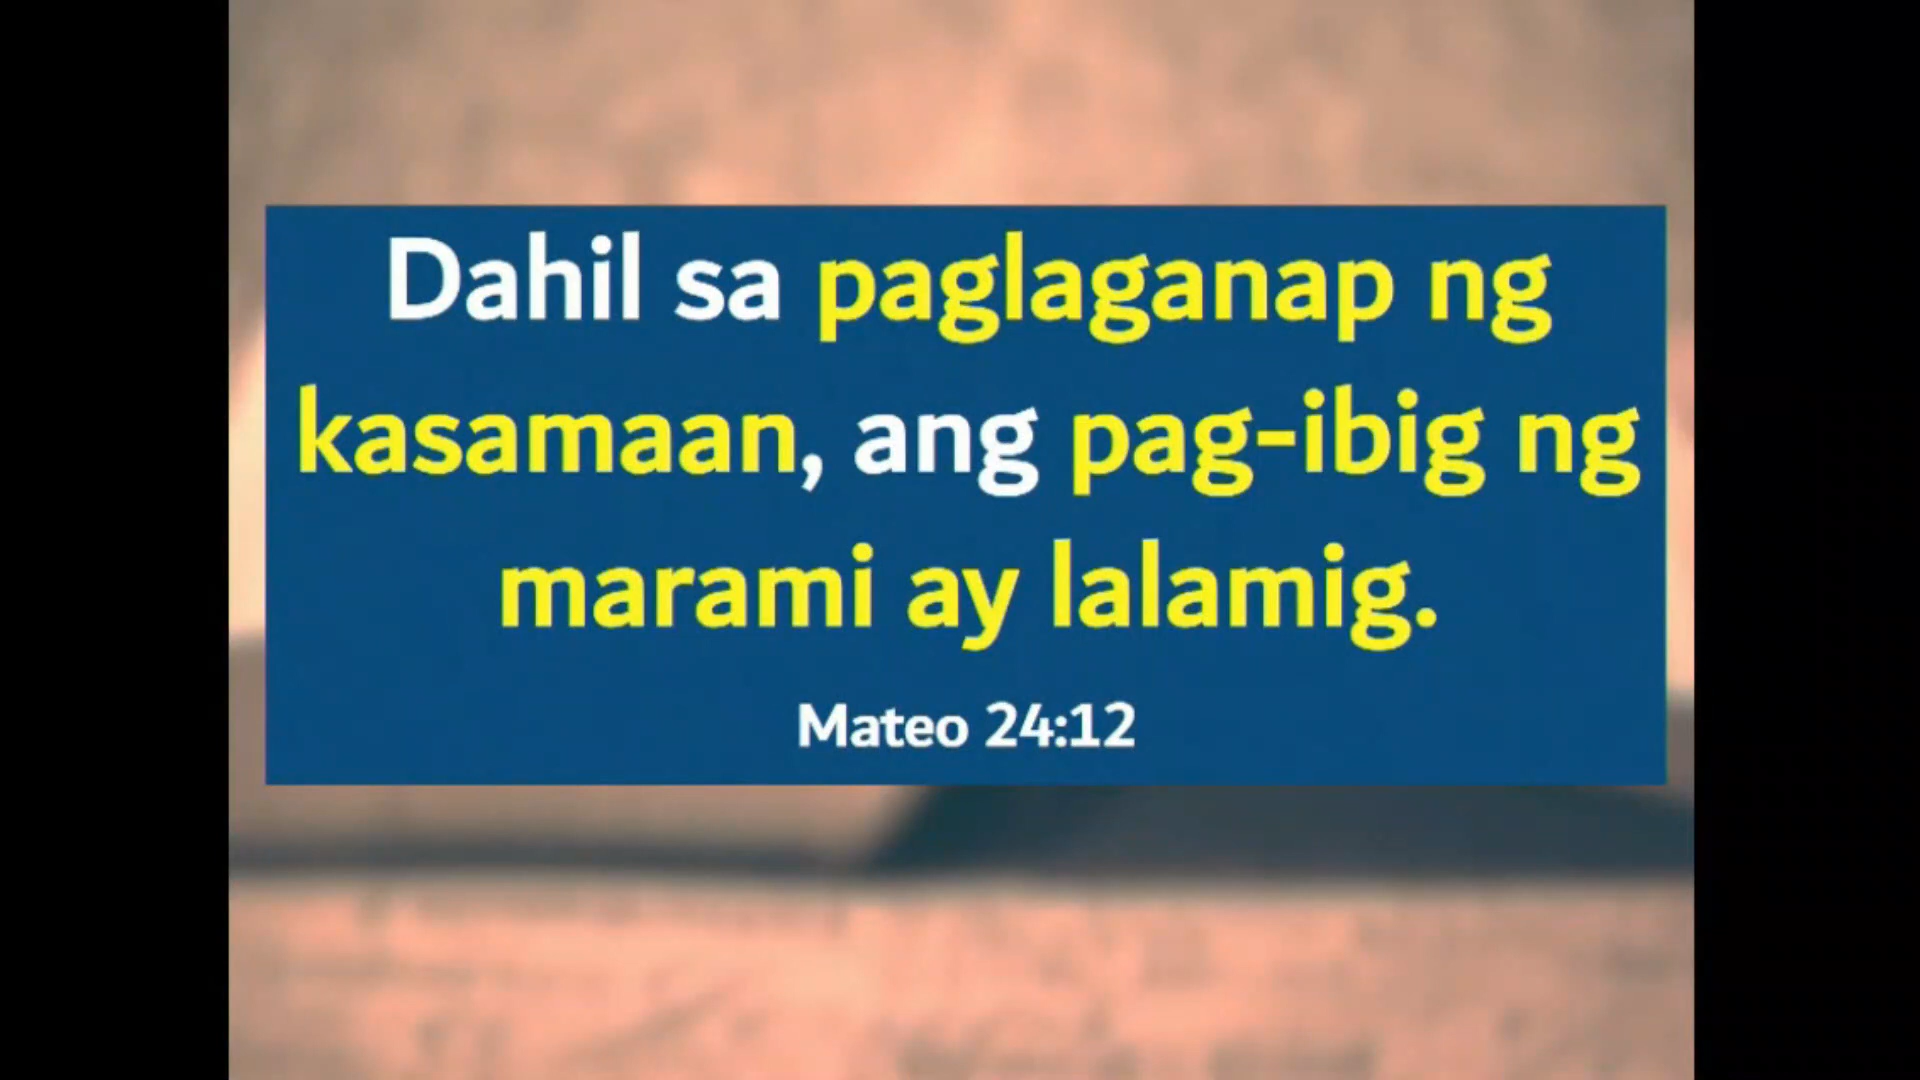 Dahil sa paglaganap ng
kasamaan, ang pag-ibig ng
marami ay lalamig.
Mateo 24:12